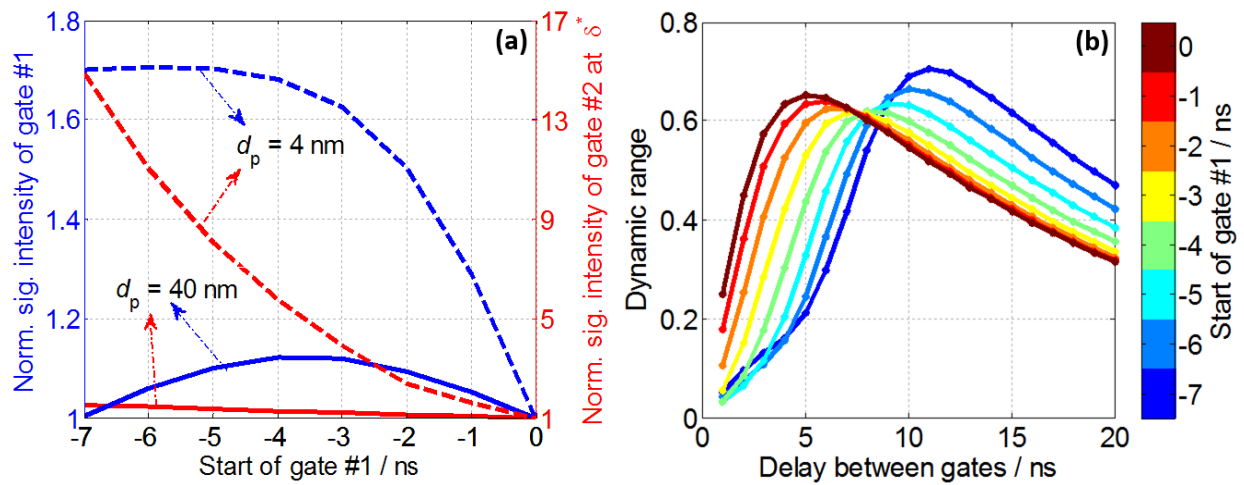 (a)
Norm. sig. intensity of gate #1
1.8
1.6
1.4
1.2
1
dp = 4 nm
dp = 40 nm
-7 -6 -5 -4 -3 -2 -1 0
Start of gate #1 / ns
17
13
9
5
1
Norm. sig. intensity of gate #2 at δ*
(b)
Dynamic range
0.8
0.6
0.4
0.2
0
0 5 10 15 20
Delay between gates / ns
0
-1
-2
-3
-4
-5
-6
-7
Start of gate #1 / ns